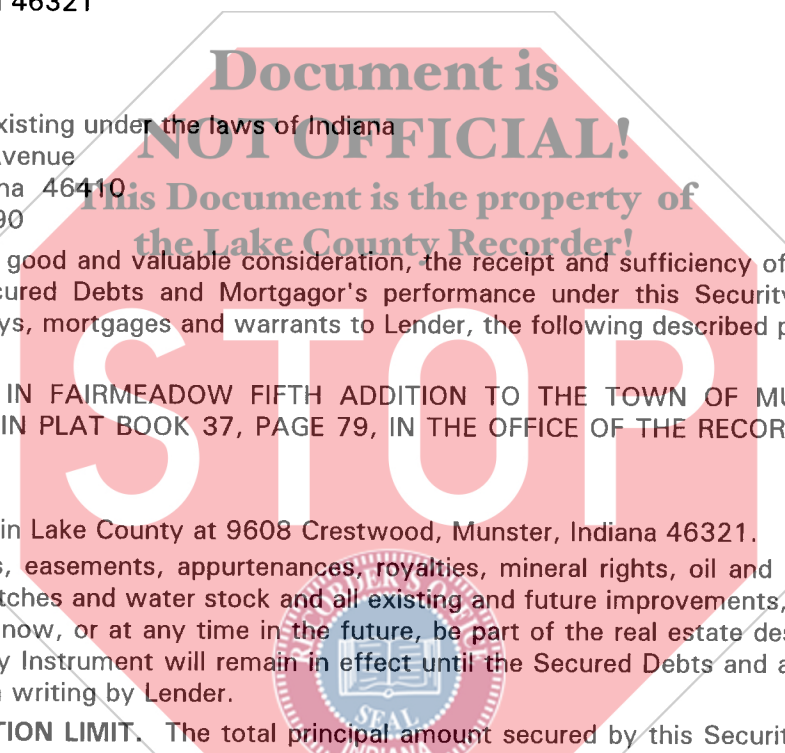 46321
Document is
xisting under the laws of Indiana
NOT OFFICIAL!
venue
na 46410
This Document is the property of
90
the Lake County Recorder!
good and valuable consideration, the receipt and sufficiency of
cured Debts and Mortgagor's performance under this Security
ys, mortgages and warrants to Lender, the following described p
STOP
IN FAIRMEADOW FIFTH ADDITION TO THE TOWN OF MU
IN PLAT BOOK 37, PAGE 79, IN THE OFFICE OF THE RECOR
in Lake County at 9608 Crestwood, Munster, Indiana 46321.
s, easements, appurtenances, royalties, mineral rights, oil and
RECORDER'S OFFICE
tches and water stock and all existing and future improvements,
now, or at any time in the future, be part of the real estate des
y Instrument will remain in effect until the Secured Debts and a
n writing by Lender.
SEAL
TION LIMIT. The total principal amount secured by this Securit
INDIANA